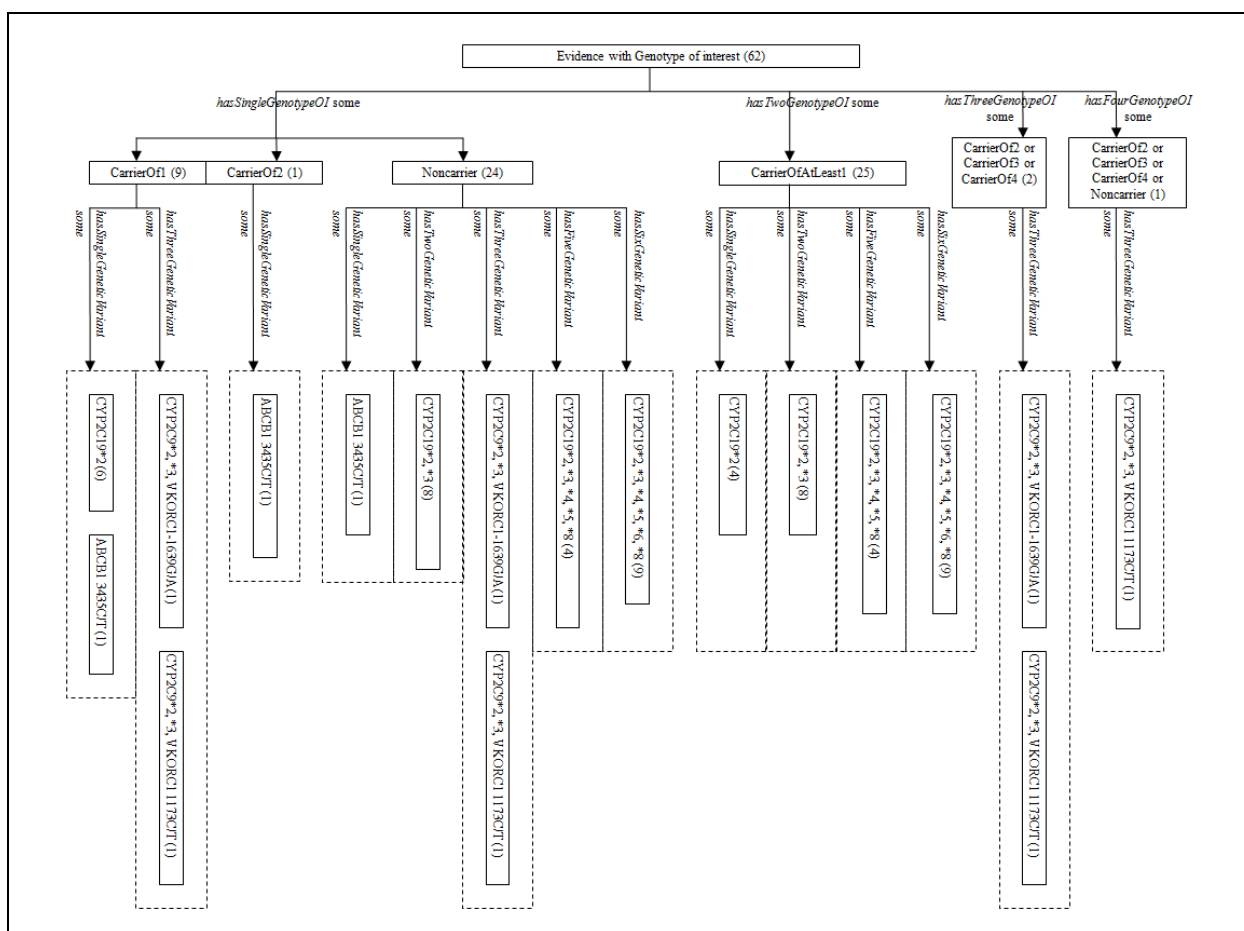 Evidence with Genotype of interest (62)
hasSingleGenotypeOI some
hasTwoGenotypeOI some
hasThreeGenotypeOI
some
hasFourGenotypeOI
some
CarrierOf1 (9)
CarrierOf2 (1)
Noncarrier (24)
CarrierOfAtLeast1 (25)
CarrierOf2 or
CarrierOf3 or
CarrierOf4 (2)
CarrierOf2 or
CarrierOf3 or
CarrierOf4 or
Noncarrier (1)
hasSingleGeneticVariant
some
hasThreeGeneticVariant
some
hasSingleGeneticVariant
some
hasSingleGeneticVariant
some
hasTwoGeneticVariant
some
hasThreeGeneticVariant
some
hasFiveGeneticVariant
some
hasSixGeneticVariant
some
hasSingleGeneticVariant
some
hasTwoGeneticVariant
some
hasFiveGeneticVariant
some
hasSixGeneticVariant
some
hasThreeGeneticVariant
some
hasThreeGeneticVariant
some
CYP2C19*2 (6)
ABCB1 3435C/T (1)
CYP2C9*2, *3, VKORC1-1639G/A (1)
CYP2C9*2, *3, VKORC1 1173C/T (1)
ABCB1 3435C/T (1)
ABCB1 3435C/T (1)
CYP2C19*2, *3 (8)
CYP2C9*2, *3, VKORC1-1639G/A (1)
CYP2C9*2, *3, VKORC1 1173C/T (1)
CYP2C19*2, *3, *4, *5, *8 (4)
CYP2C19*2, *3, *4, *5, *6, *8 (9)
CYP2C19*2 (4)
CYP2C19*2, *3 (8)
CYP2C19*2, *3, *4, *5, *8 (4)
CYP2C19*2, *3, *4, *5, *6, *8 (9)
CYP2C9*2, *3, VKORC1-1639G/A (1)
CYP2C9*2, *3, VKORC1 1173C/T (1)
CYP2C9*2, *3, VKORC1 1173C/T (1)